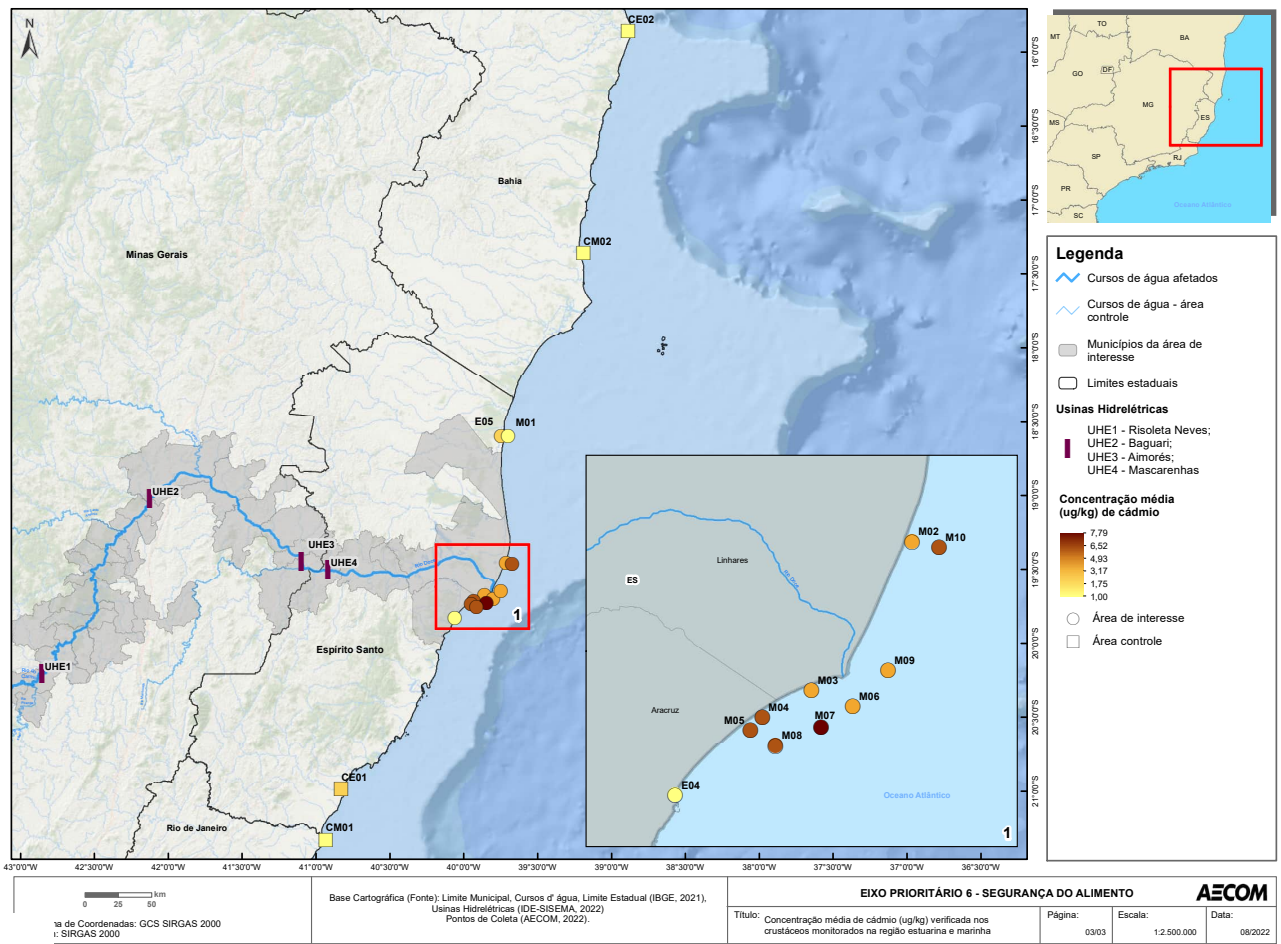 N
CE02
Bahia
Minas Gerais
CM02
E05
M01
UHE2
UHE3
UHE4
Rio Doce
1
UHE1
Espírito Santo
CE01
Rio de Janeiro
CM01
16°0'0"S
16°30'0"S
17°0'0"S
17°30'0"S
18°0'0"S
18°30'0"S
19°0'0"S
19°30'0"S
20°0'0"S
20°30'0"S
21°0'0"S
43°0'0"W
42°30'0"W
42°0'0"W
41°30'0"W
41°0'0"W
40°30'0"W
40°0'0"W
39°30'0"W
39°0'0"W
38°30'0"W
38°0'0"W
37°30'0"W
37°0'0"W
36°30'0"W
M02
M10
Linhares
ES
Rio Doce
M09
M03
M06
Aracruz
M04
M07
M05
M08
E04
Oceano Atlântico
1
TO
MT
BA
DF
GO
MG
MS
ES
SP
RJ
PR
SC
Oceano Atlântico
Legenda
Cursos de água afetados
Cursos de água - área
controle
Municípios da área de
interesse
Limites estaduais
Usinas Hidrelétricas
UHE1 - Risoleta Neves;
UHE2 - Baguari;
UHE3 - Aimorés;
UHE4 - Mascarenhas
Concentração média
(ug/kg) de cádmio
7,79
6,52
4,93
3,17
1,75
1,00
Área de interesse
Área controle
km
0 25 50
na de Coordenadas: GCS SIRGAS 2000
: SIRGAS 2000
Base Cartográfica (Fonte): Limite Municipal, Cursos d' água, Limite Estadual (IBGE, 2021),
Usinas Hidrelétricas (IDE-SISEMA, 2022)
Pontos de Coleta (AECOM, 2022).
EIXO PRIORITÁRIO 6 - SEGURANÇA DO ALIMENTO
AECOM
Título: Concentração média de cádmio (ug/kg) verificada nos
crustáceos monitorados na região estuarina e marinha
Página:
03/03
Escala:
1:2.500.000
Data:
08/2022